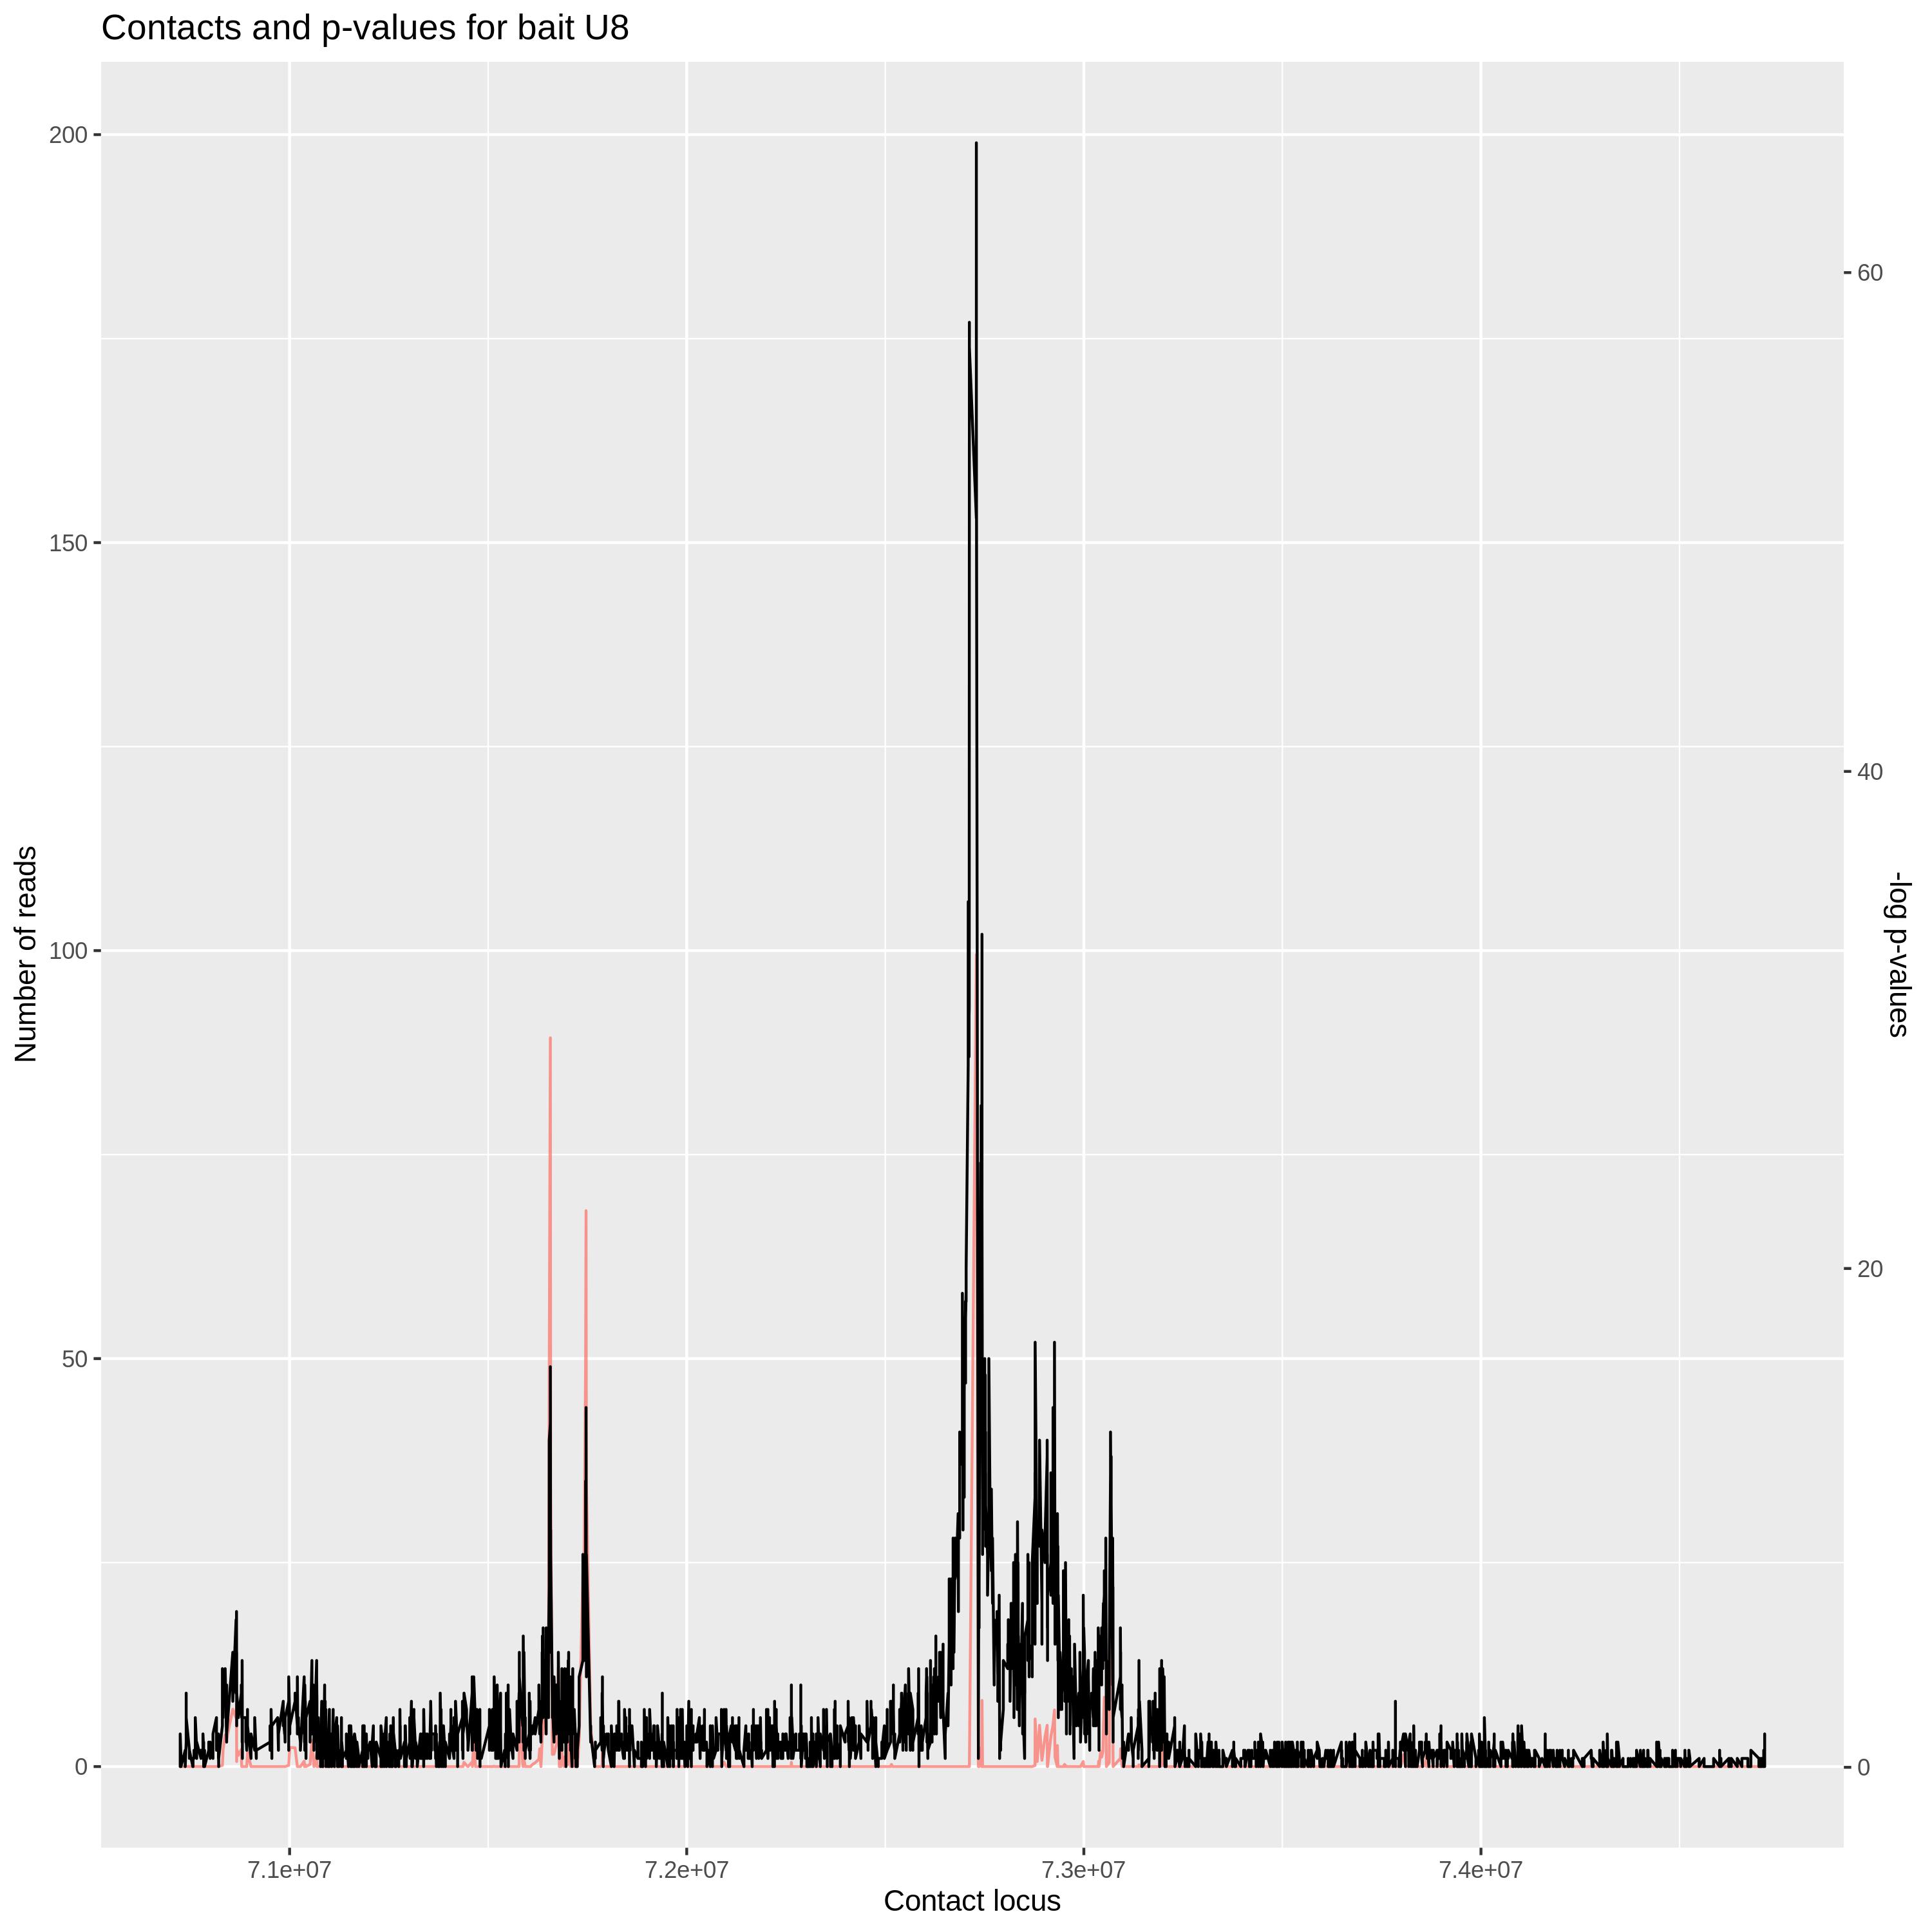 Contacts and p-values for bait U8
200
150
100
50
0
Number of reads
60
40
20
0
-log p-values
7.1e+07
7.2e+07
7.3e+07
7.4e+07
Contact locus